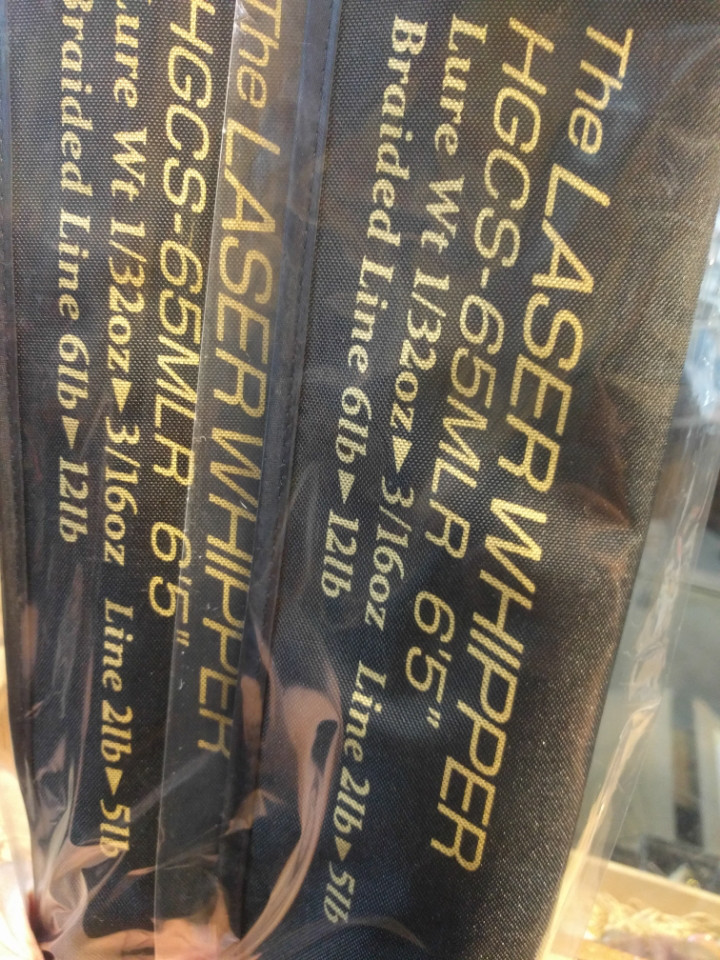 The LASER WHIPPER
HGCS-65MLR 6'5"
Lure Wt 1/32oz▶3/16oz Line 2lb▶5lb
Braided Line 6lb▶12lb
The LASER WHIPPER
HGCS-65MLR 6'5"
Lure Wt 1/32oz▶3/16oz Line 2lb▶5lb
Braided Line 6lb▶12lb